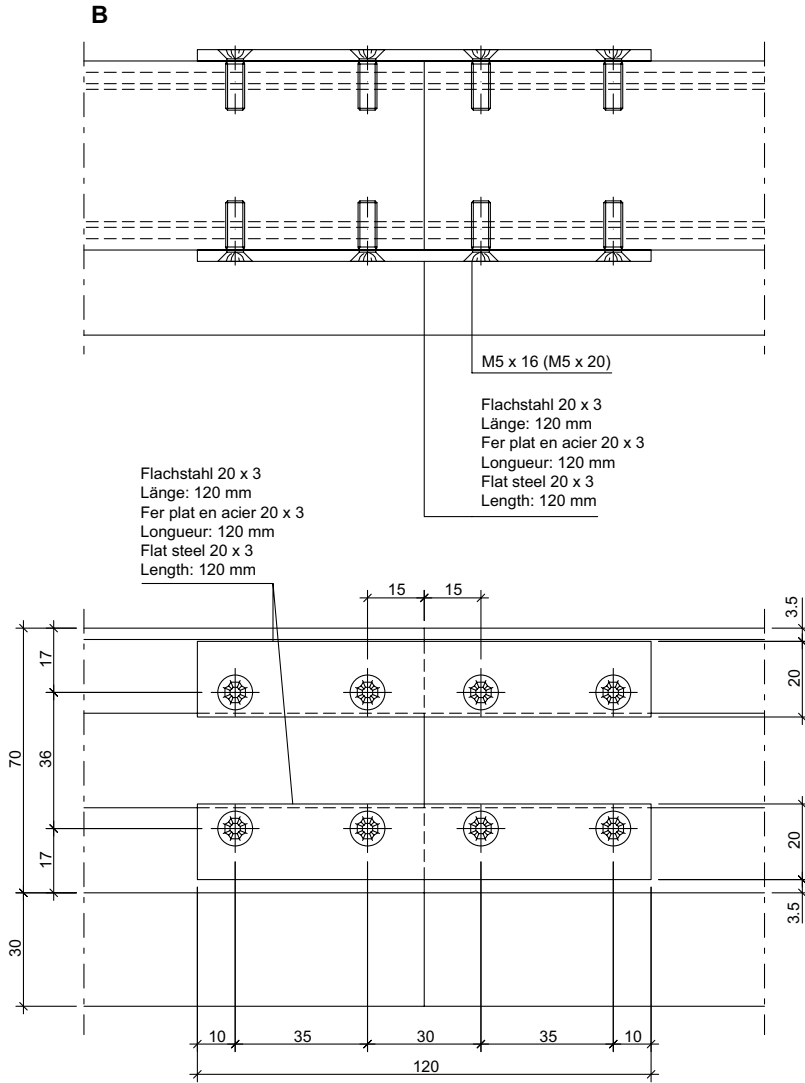 B
M5 x 16 (M5 x 20)
Flachstahl 20 x 3
Länge: 120 mm
Fer plat en acier 20 x 3
Longueur: 120 mm
Flat steel 20 x 3
Length: 120 mm
Flachstahl 20 x 3
Länge: 120 mm
Fer plat en acier 20 x 3
Longueur: 120 mm
Flat steel 20 x 3
Length: 120 mm
15
15
3.5
17
20
70
36
17
20
3.5
30
10
35
30
35
10
120